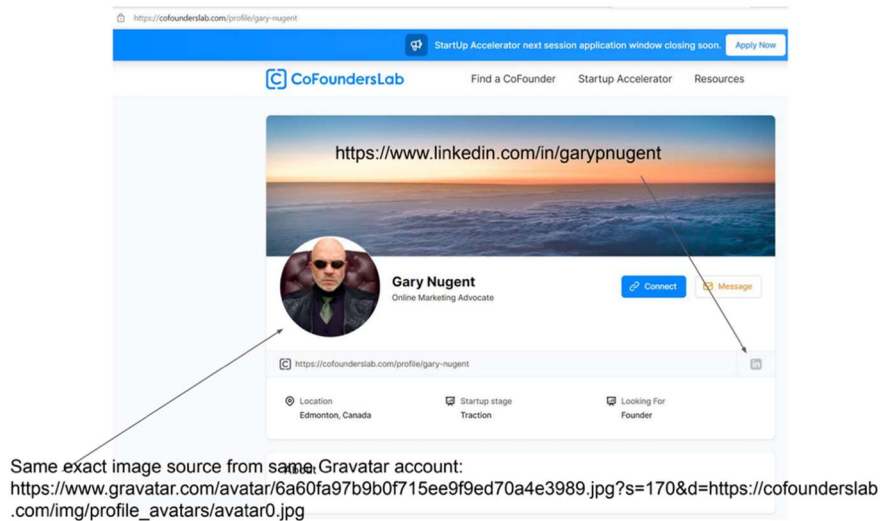 https://cofounderslab.com/profile/gary-nugent
StartUp Accelerator next session application window closing soon. Apply Now
CoFoundersLab Find a CoFounder Startup Accelerator Resources
https://www.linkedin.com/in/garypnugent
Gary Nugent
Online Marketing Advocate
Connect Message
https://cofounderslab.com/profile/gary-nugent in
Location Startup stage Looking For
Edmonton, Canada Traction Founder
About
Same exact image source from same Gravatar account:
https://www.gravatar.com/avatar/6a60fa97b9b0f715ee9f9ed70a4e3989.jpg?s=170&d=https://cofounderslab
.com/img/profile_avatars/avatar0.jpg